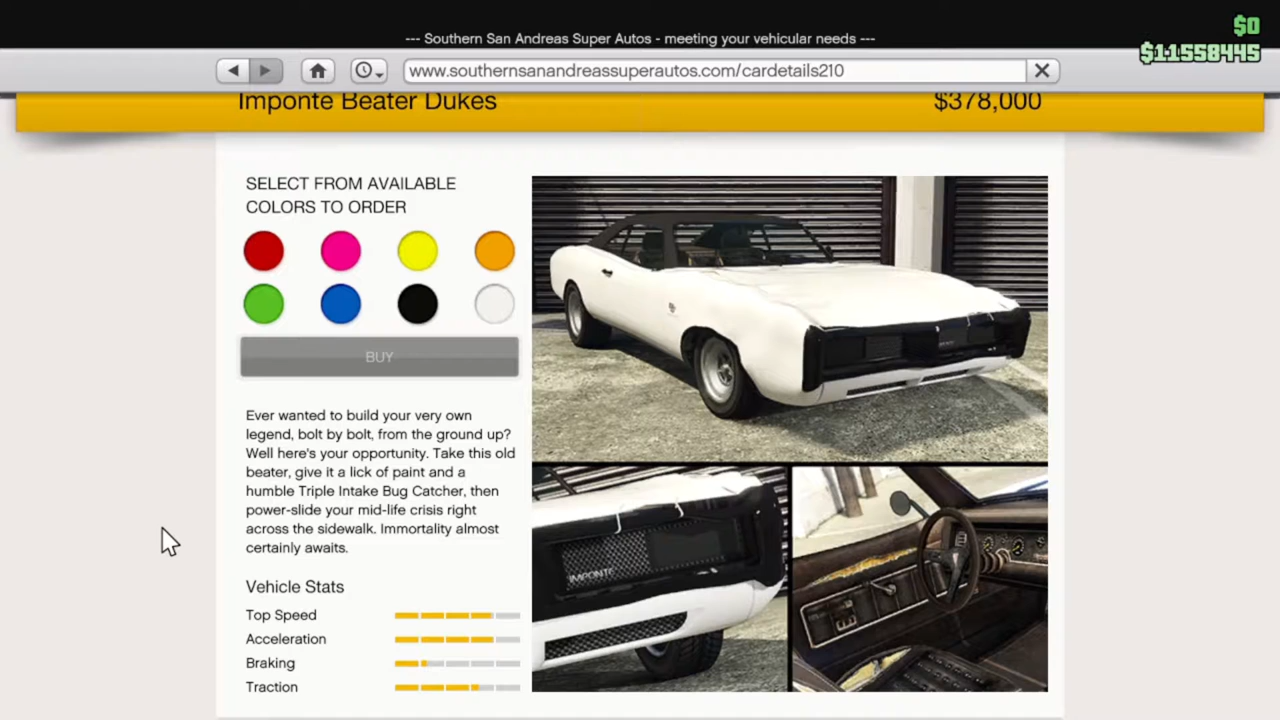 $0
--- Southern San Andreas Super Autos - meeting your vehicular needs ---
$11558445
www.southernsanandreassuperautos.com/cardetails210
Imponte Beater Dukes
$378,000
SELECT FROM AVAILABLE
COLORS TO ORDER
BUY
Ever wanted to build your very own
legend, bolt by bolt, from the ground up?
Well here's your opportunity. Take this old
beater, give it a lick of paint and a
humble Triple Intake Bug Catcher, then
power-slide your mid-life crisis right
across the sidewalk. Immortality almost
certainly awaits.
Vehicle Stats
Top Speed
Acceleration
Braking
Traction
IMPONTE